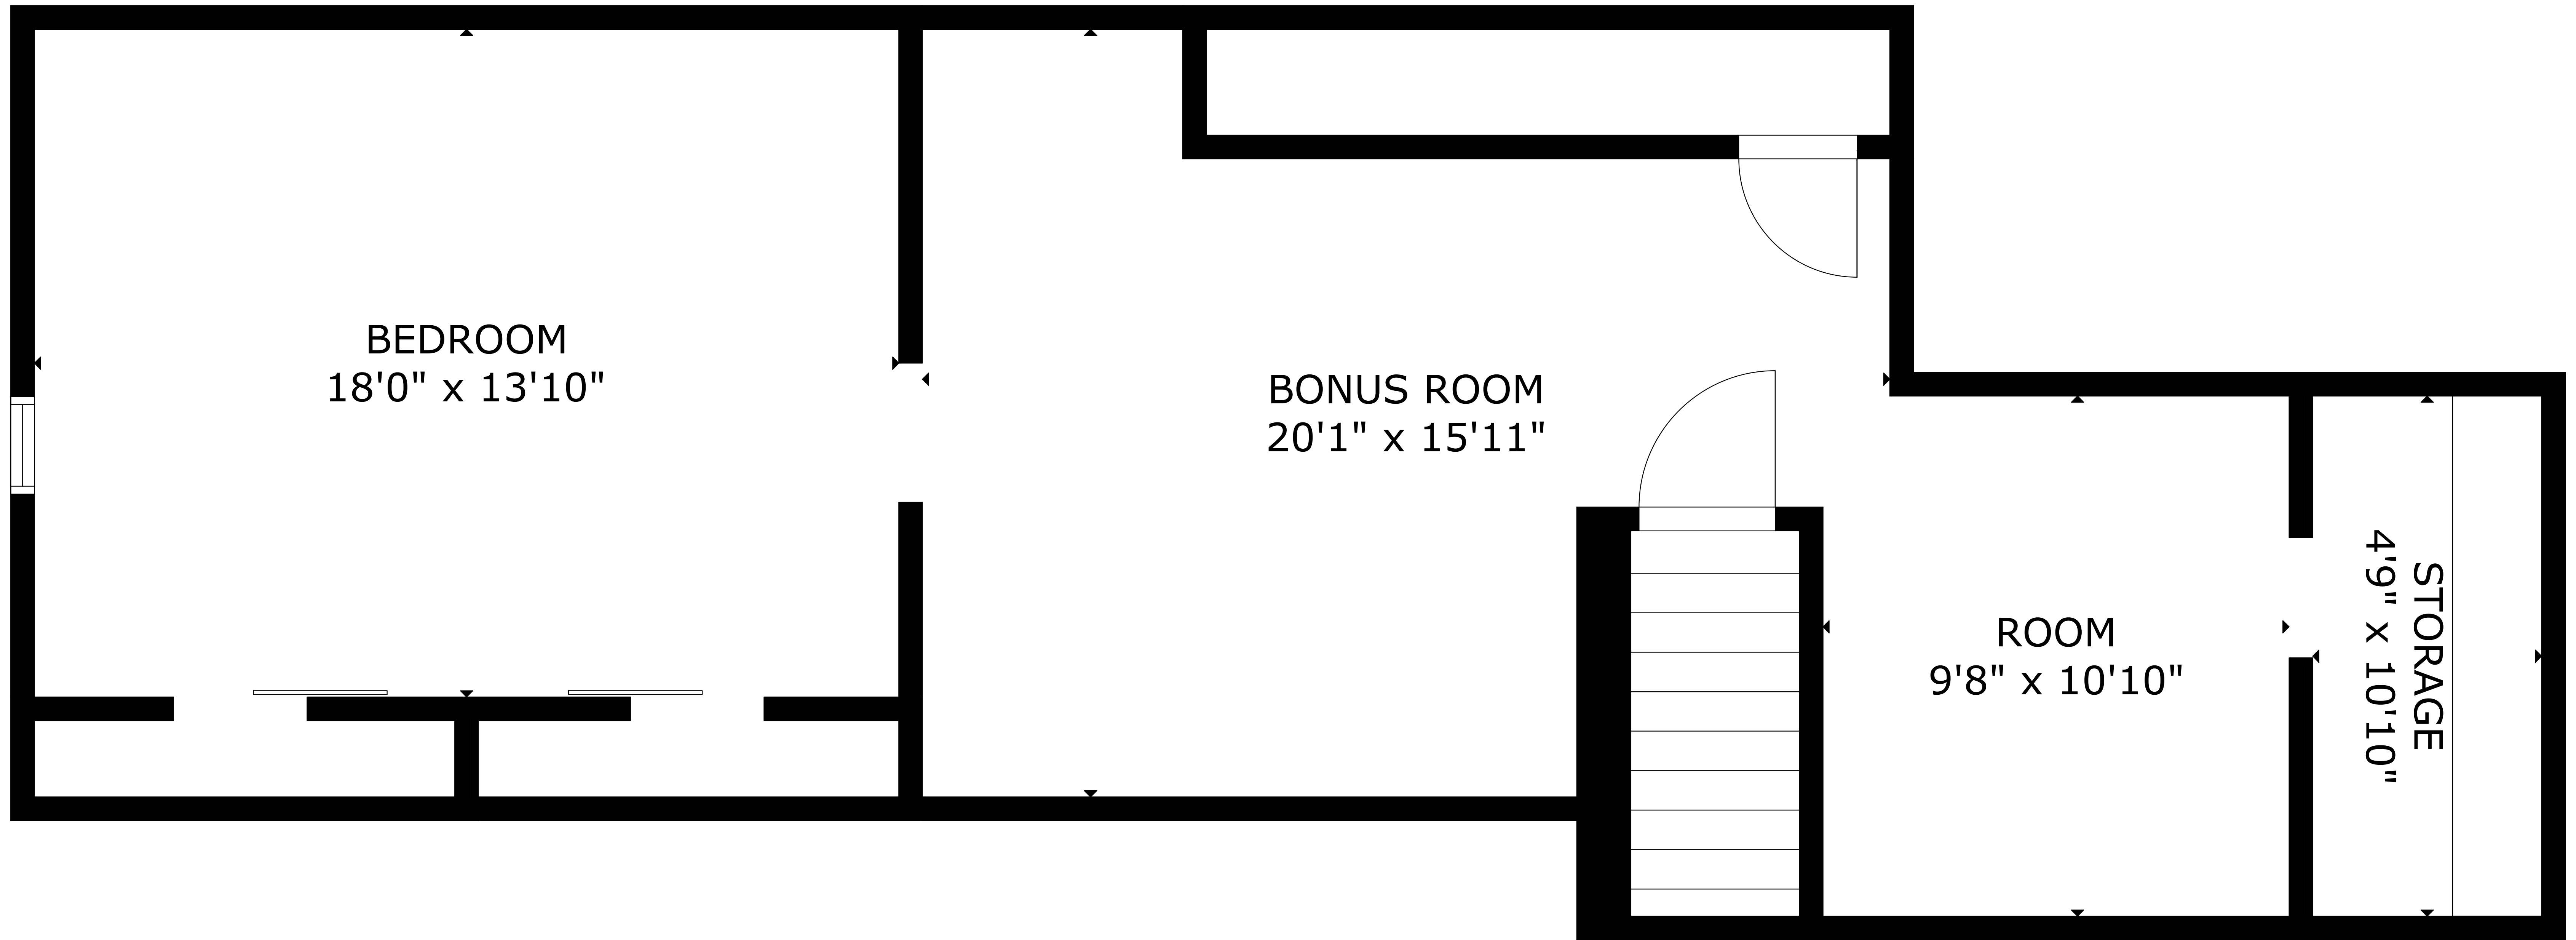 BEDROOM
18'0" x 13'10"
BONUS ROOM
20'1" x 15'11"
ROOM
9'8" x 10'10"
STORAGE
4'9" x 10'10"